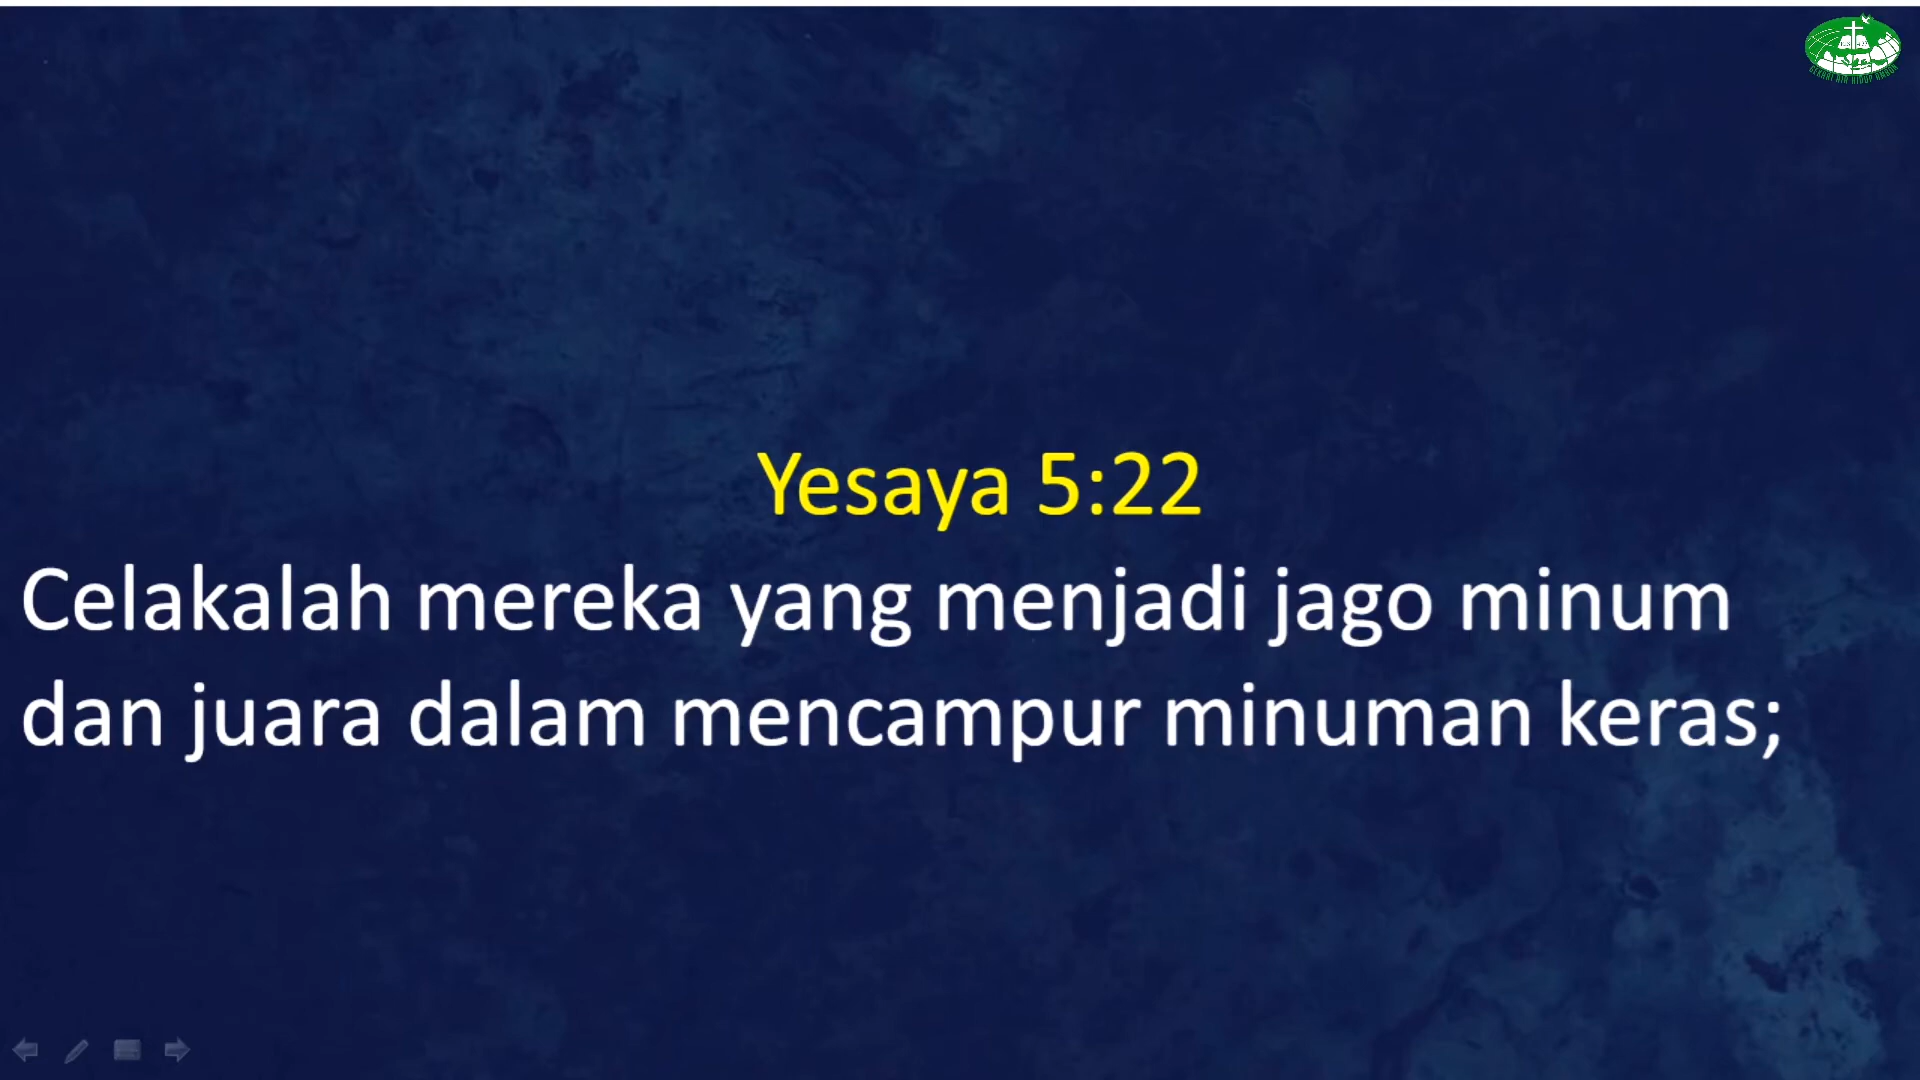 Yesaya 5:22
Celakalah mereka yang menjadi jago minum
dan juara dalam mencampur minuman keras;